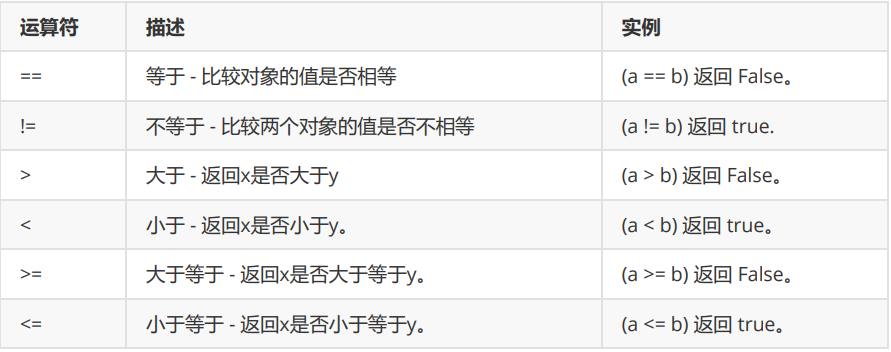 运算符 描述 实例
== 等于 - 比较对象的值是否相等 (a == b) 返回 False。
!= 不等于 - 比较两个对象的值是否不相等 (a != b) 返回 true.
> 大于 - 返回x是否大于y (a > b) 返回 False。
< 小于 - 返回x是否小于y。 (a < b) 返回 true。
>= 大于等于 - 返回x是否大于等于y。 (a >= b) 返回 False。
<= 小于等于 - 返回x是否小于等于y。 (a <= b) 返回 true。